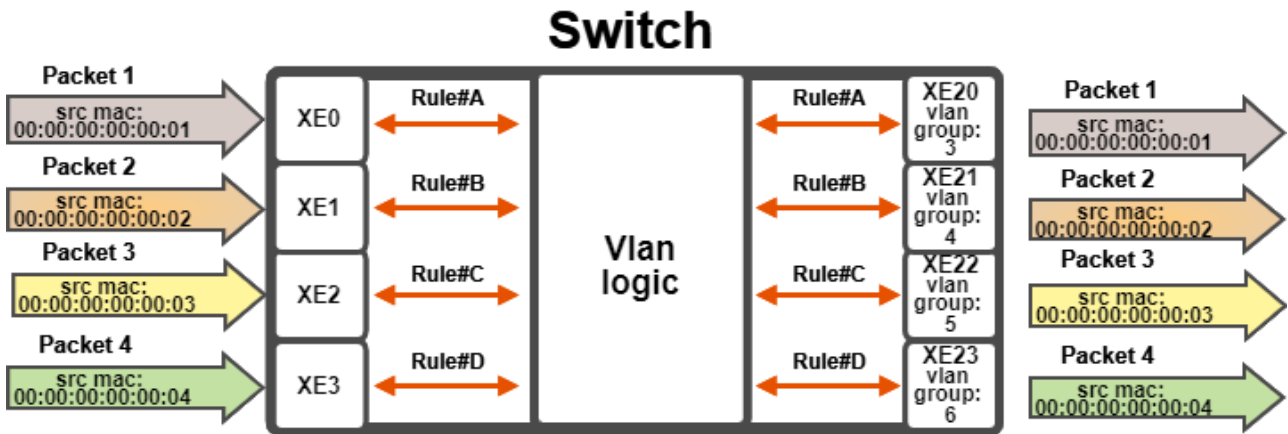 Switch
Packet 1
src mac:
00:00:00:00:00:01
Packet 2
src mac:
00:00:00:00:00:02
Packet 3
src mac:
00:00:00:00:00:03
Packet 4
src mac:
00:00:00:00:00:04
XE0
XE1
XE2
XE3
Rule#A
Rule#B
Rule#C
Rule#D
Vlan
logic
Rule#A
Rule#B
Rule#C
Rule#D
XE20
vlan
group:
3
XE21
vlan
group:
4
XE22
vlan
group:
5
XE23
vlan
group:
6
Packet 1
src mac:
00:00:00:00:00:01
Packet 2
src mac:
00:00:00:00:00:02
Packet 3
src mac:
00:00:00:00:00:03
Packet 4
src mac:
00:00:00:00:00:04